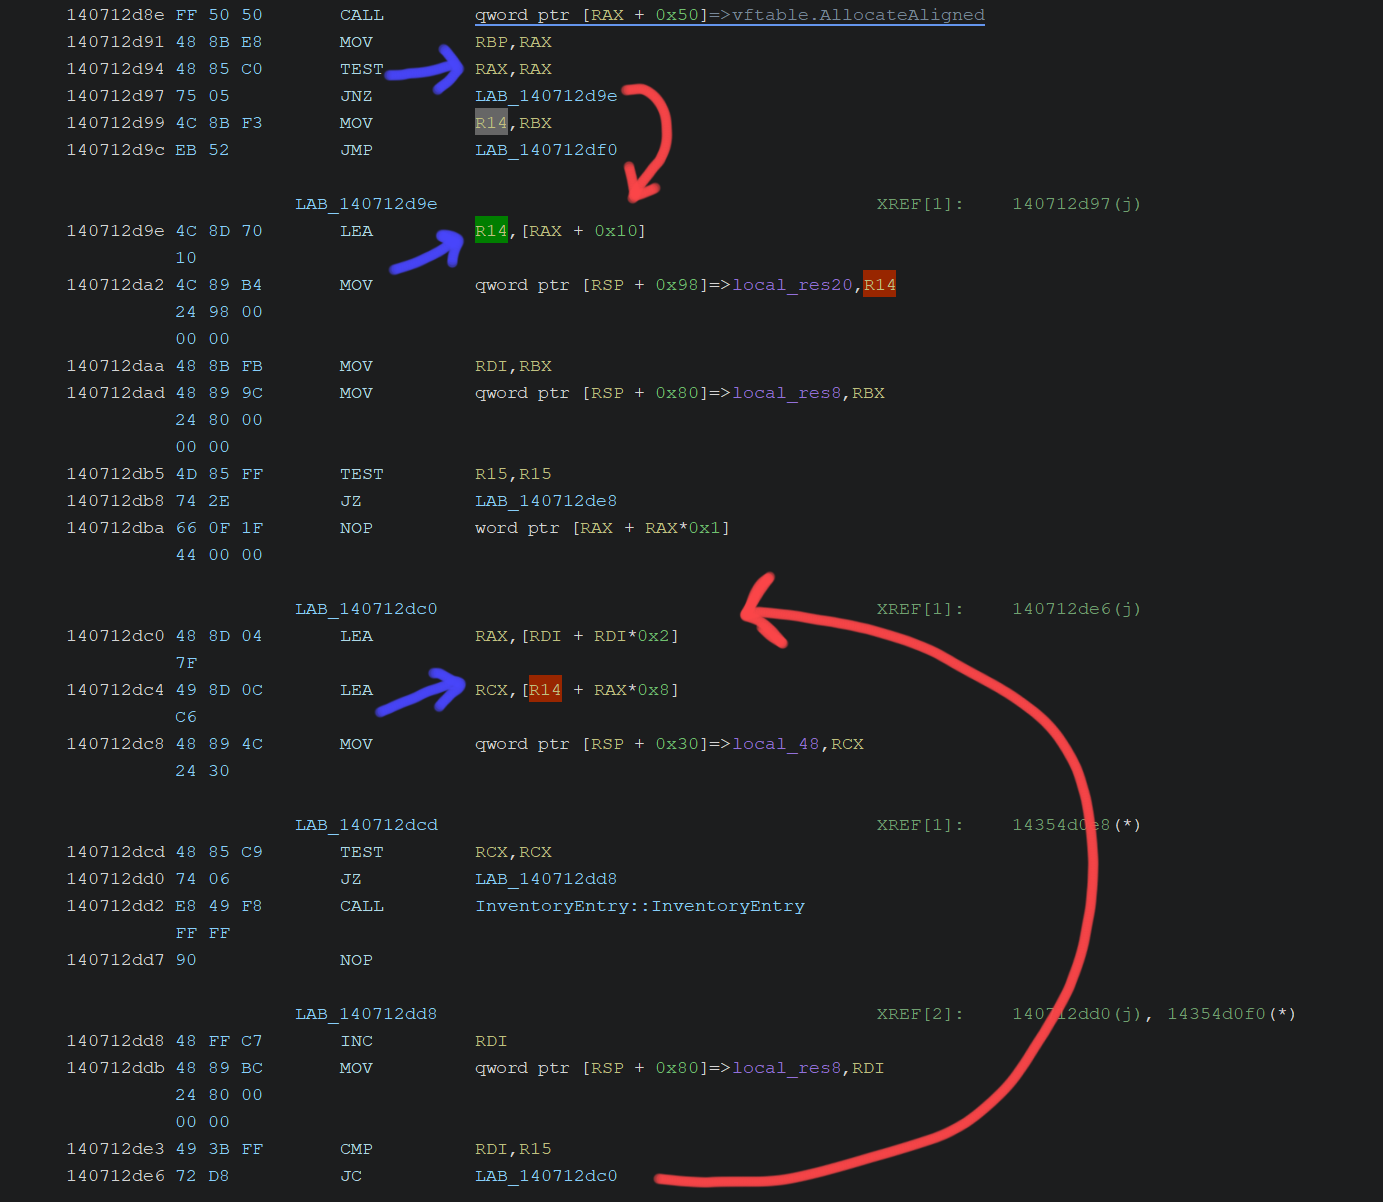 140712d8e FF 50 50 CALL qword ptr [RAX + 0x50]=>vftable.AllocateAligned
140712d91 48 8B E8 MOV RBP,RAX
140712d94 48 85 C0 TEST RAX,RAX
140712d97 75 05 JNZ LAB_140712d9e
140712d99 4C 8B F3 MOV R14,RBX
140712d9c EB 52 JMP LAB_140712df0
LAB_140712d9e XREF[1]: 140712d97(j)
140712d9e 4C 8D 70 LEA R14,[RAX + 0x10]
10
140712da2 4C 89 B4 MOV qword ptr [RSP + 0x98]=>local_res20,R14
24 98 00
00 00
140712daa 48 8B FB MOV RDI,RBX
140712dad 48 89 9C MOV qword ptr [RSP + 0x80]=>local_res8,RBX
24 80 00
00 00
140712db5 4D 85 FF TEST R15,R15
140712db8 74 2E JZ LAB_140712de8
140712dba 66 0F 1F NOP word ptr [RAX + RAX*0x1]
44 00 00
LAB_140712dc0 XREF[1]: 140712de6(j)
140712dc0 48 8D 04 LEA RAX,[RDI + RDI*0x2]
7F
140712dc4 49 8D 0C LEA RCX,[R14 + RAX*0x8]
C6
140712dc8 48 89 4C MOV qword ptr [RSP + 0x30]=>local_48,RCX
24 30
LAB_140712dcd XREF[1]: 14354d0e8(*)
140712dcd 48 85 C9 TEST RCX,RCX
140712dd0 74 06 JZ LAB_140712dd8
140712dd2 E8 49 F8 CALL InventoryEntry::InventoryEntry
FF FF
140712dd7 90 NOP
LAB_140712dd8 XREF[2]: 140712dd0(j), 14354d0f0(*)
140712dd8 48 FF C7 INC RDI
140712ddb 48 89 BC MOV qword ptr [RSP + 0x80]=>local_res8,RDI
24 80 00
00 00
140712de3 49 3B FF CMP RDI,R15
140712de6 72 D8 JC LAB_140712dc0